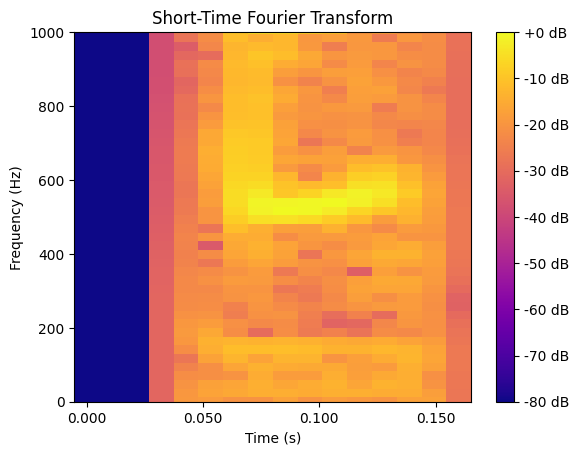 Short-Time Fourier Transform
1000
800
600
400
200
0
Frequency (Hz)
0.000
0.050
0.100
0.150
Time (s)
+0 dB
-10 dB
-20 dB
-30 dB
-40 dB
-50 dB
-60 dB
-70 dB
-80 dB